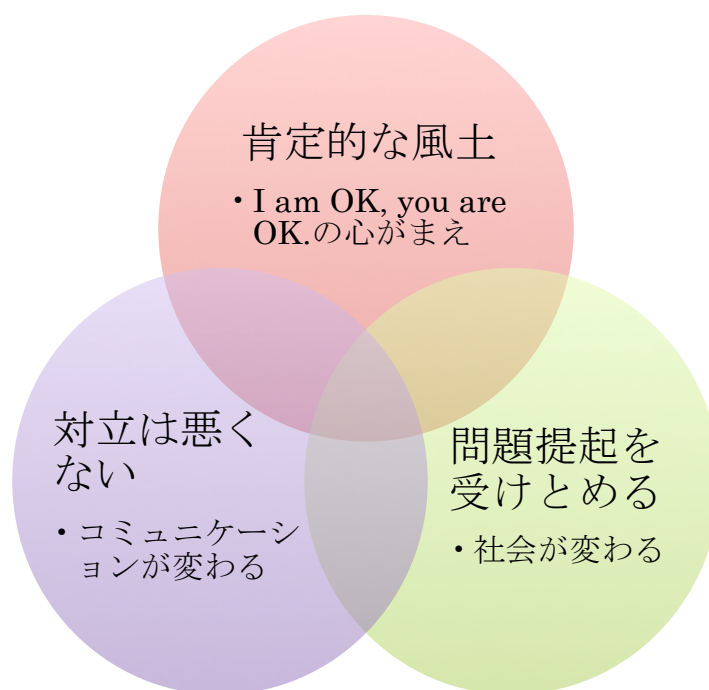 肯定的な風土
・I am OK, you are
OK.の心がまえ
対立は悪く
ない
・コミュニケーシ
ョンが変わる
問題提起を
受けとめる
・社会が変わる